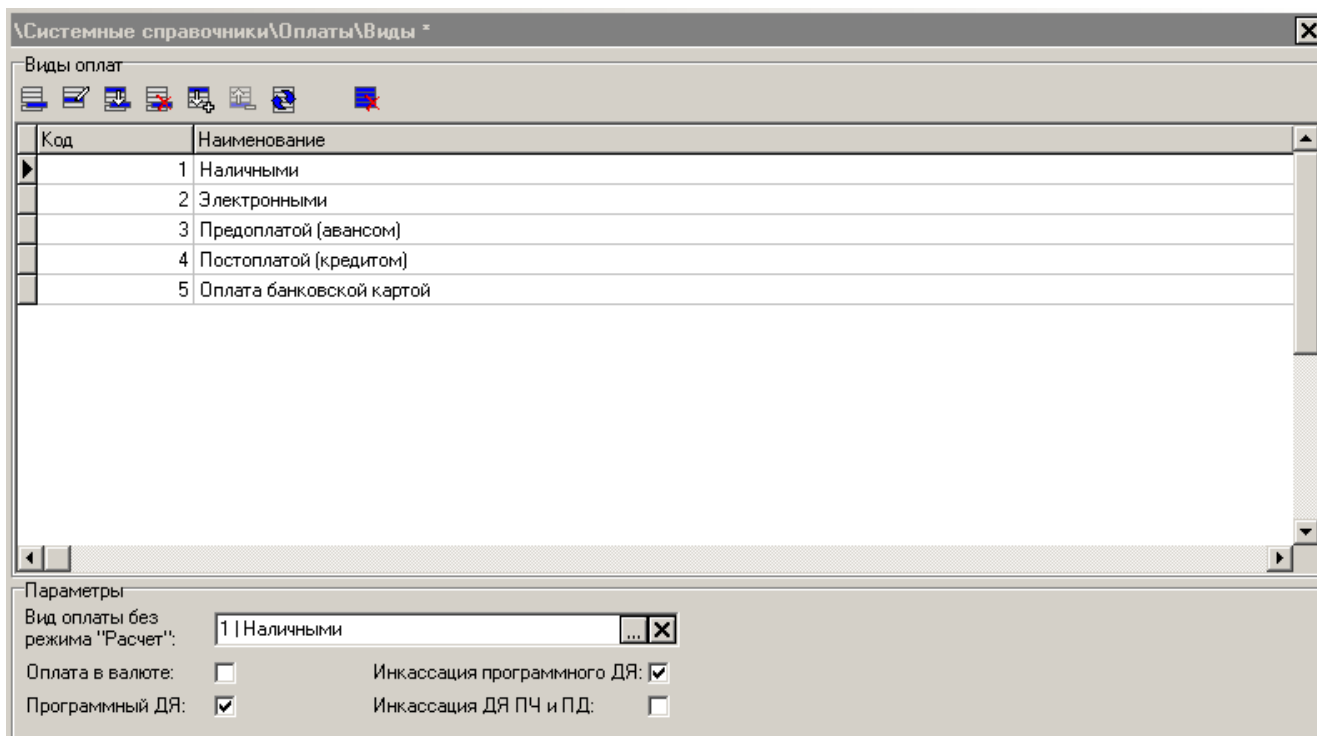 \Системные справочники\Оплаты\Виды *
Виды оплат
Код Наименование
1 Наличными
2 Электронными
3 Предоплатой (авансом)
4 Постоплатой (кредитом)
5 Оплата банковской картой
Параметры
Вид оплаты без
режима "Расчет": 1 | Наличными ...
Оплата в валюте: Инкассация программного ДЯ:
Программный ДЯ: Инкассация ДЯ ПЧ и ПД: